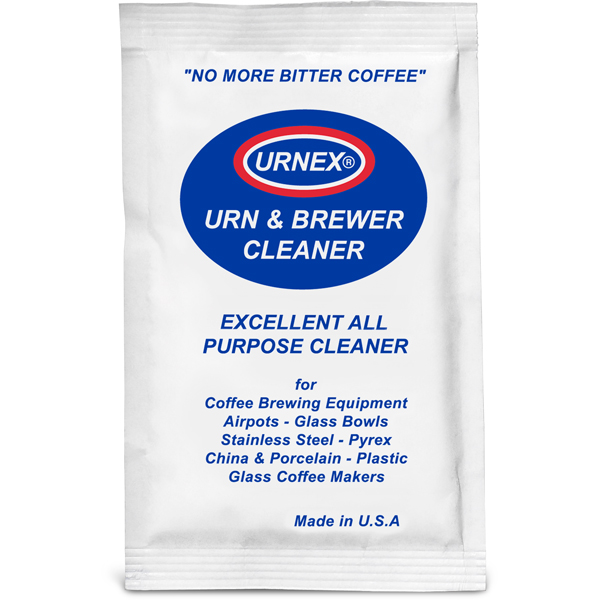 "NO MORE BITTER COFFEE"
URNEX®
URN & BREWER
CLEANER
EXCELLENT ALL
PURPOSE CLEANER
for
Coffee Brewing Equipment
Airpots - Glass Bowls
Stainless Steel - Pyrex
China & Porcelain - Plastic
Glass Coffee Makers
Made in U.S.A